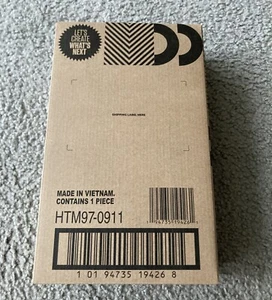 LET'S
CREATE
WHAT'S
NEXT
SHIPPING LABEL HERE
MADE IN VIETNAM.
CONTAINS 1 PIECE
HTM97-0911
1 01 94735 19426 8